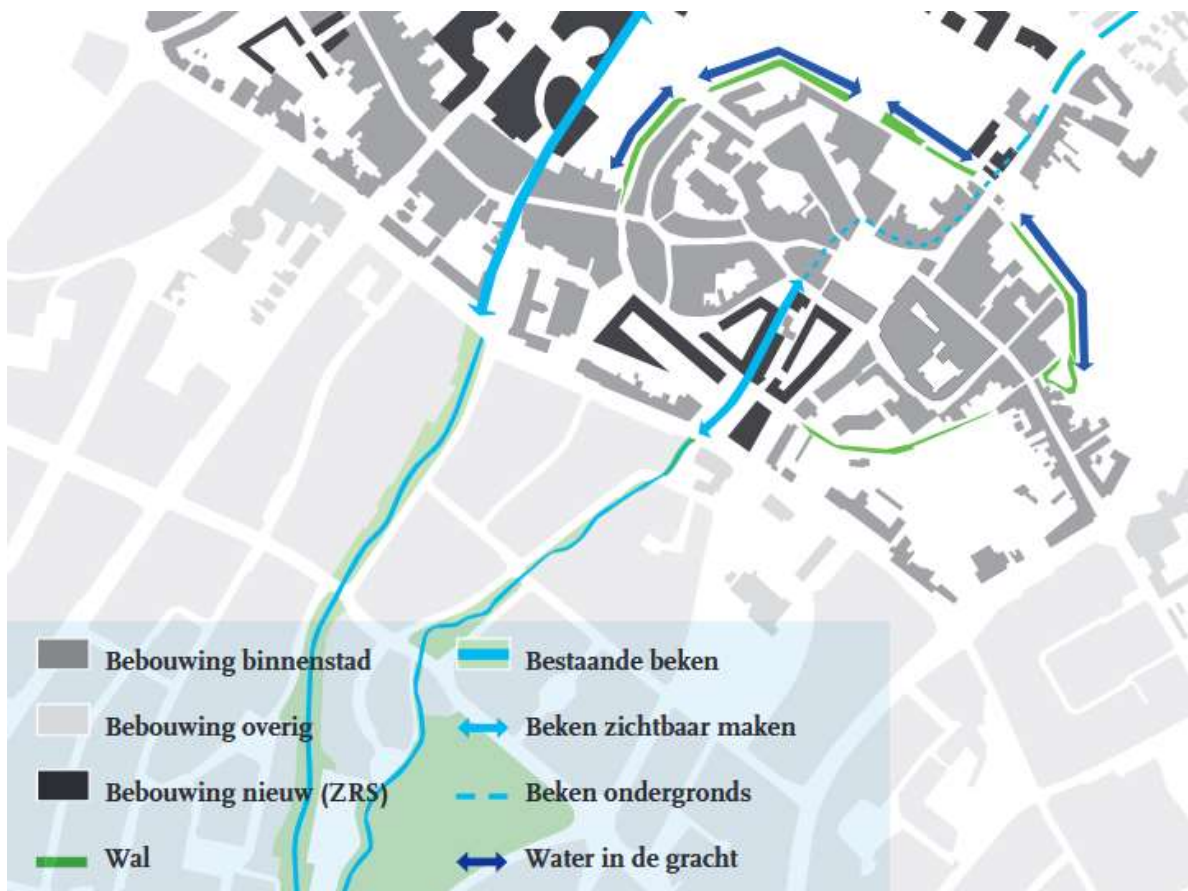 Bebouwing binnenstad
Bebouwing overig
Bebouwing nieuw (ZRS)
Wal
Bestaande beken
Beken zichtbaar maken
Beken ondergronds
Water in de gracht